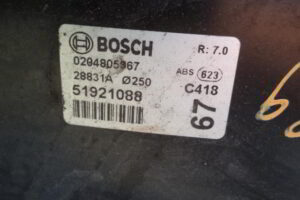 BOSCH R: 7.0
0204805967
28831A Ø250 ABS 623
51921088 C418
67